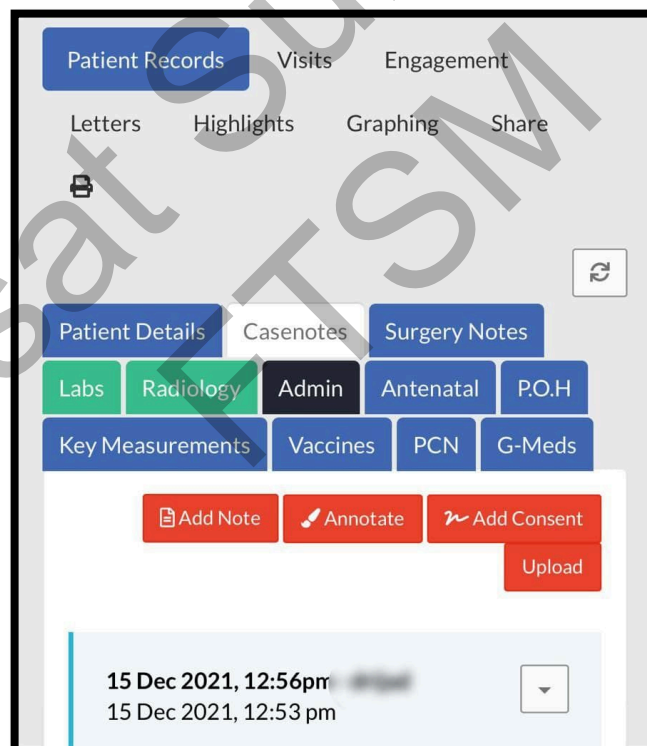 Patient Records Visits Engagement
Letters Highlights Graphing Share
Patient Details Casenotes Surgery Notes
Labs Radiology Admin Antenatal P.O.H
Key Measurements Vaccines PCN G-Meds
Add Note Annotate Add Consent
Upload
15 Dec 2021, 12:56pm
15 Dec 2021, 12:53 pm
FTSM